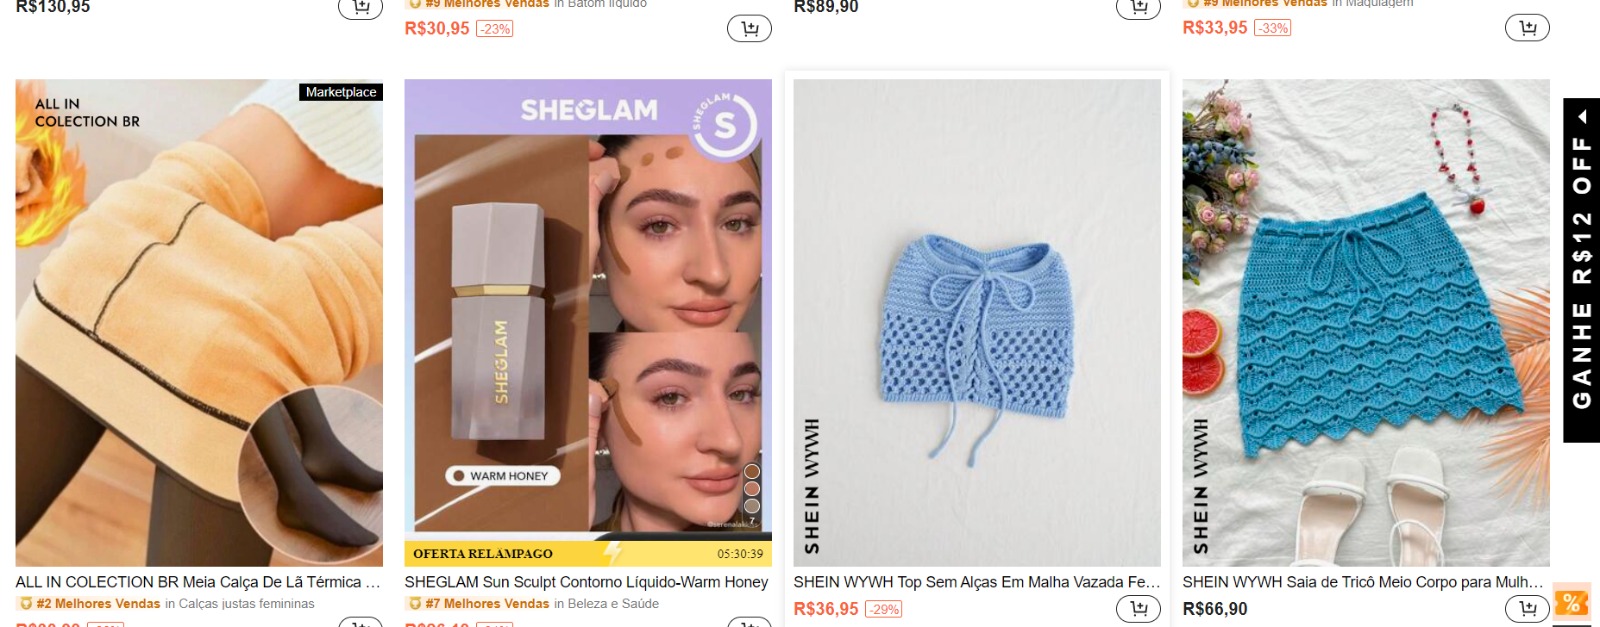 R$130,95
#9 Melhores Vendas in Batom líquido
R$30,95 -23%
R$89,90
#9 Melhores Vendas in Maquiagem
R$33,95 -33%
ALL IN
COLECTION BR
Marketplace
ALL IN COLECTION BR Meia Calça De Lã Térmica ...
#2 Melhores Vendas in Calças justas femininas
SHEGLAM
SHEGLAM
S
SHEGLAM
WARM HONEY
7
OFERTA RELÂMPAGO
05:30:39
SHEGLAM Sun Sculpt Contorno Líquido-Warm Honey
#7 Melhores Vendas in Beleza e Saúde
SHEIN WYWH
SHEIN WYWH Top Sem Alças Em Malha Vazada Fe...
R$36,95 -29%
SHEIN WYWH
SHEIN WYWH Saia de Tricô Meio Corpo para Mulh...
R$66,90
GANHE R$12 OFF
%